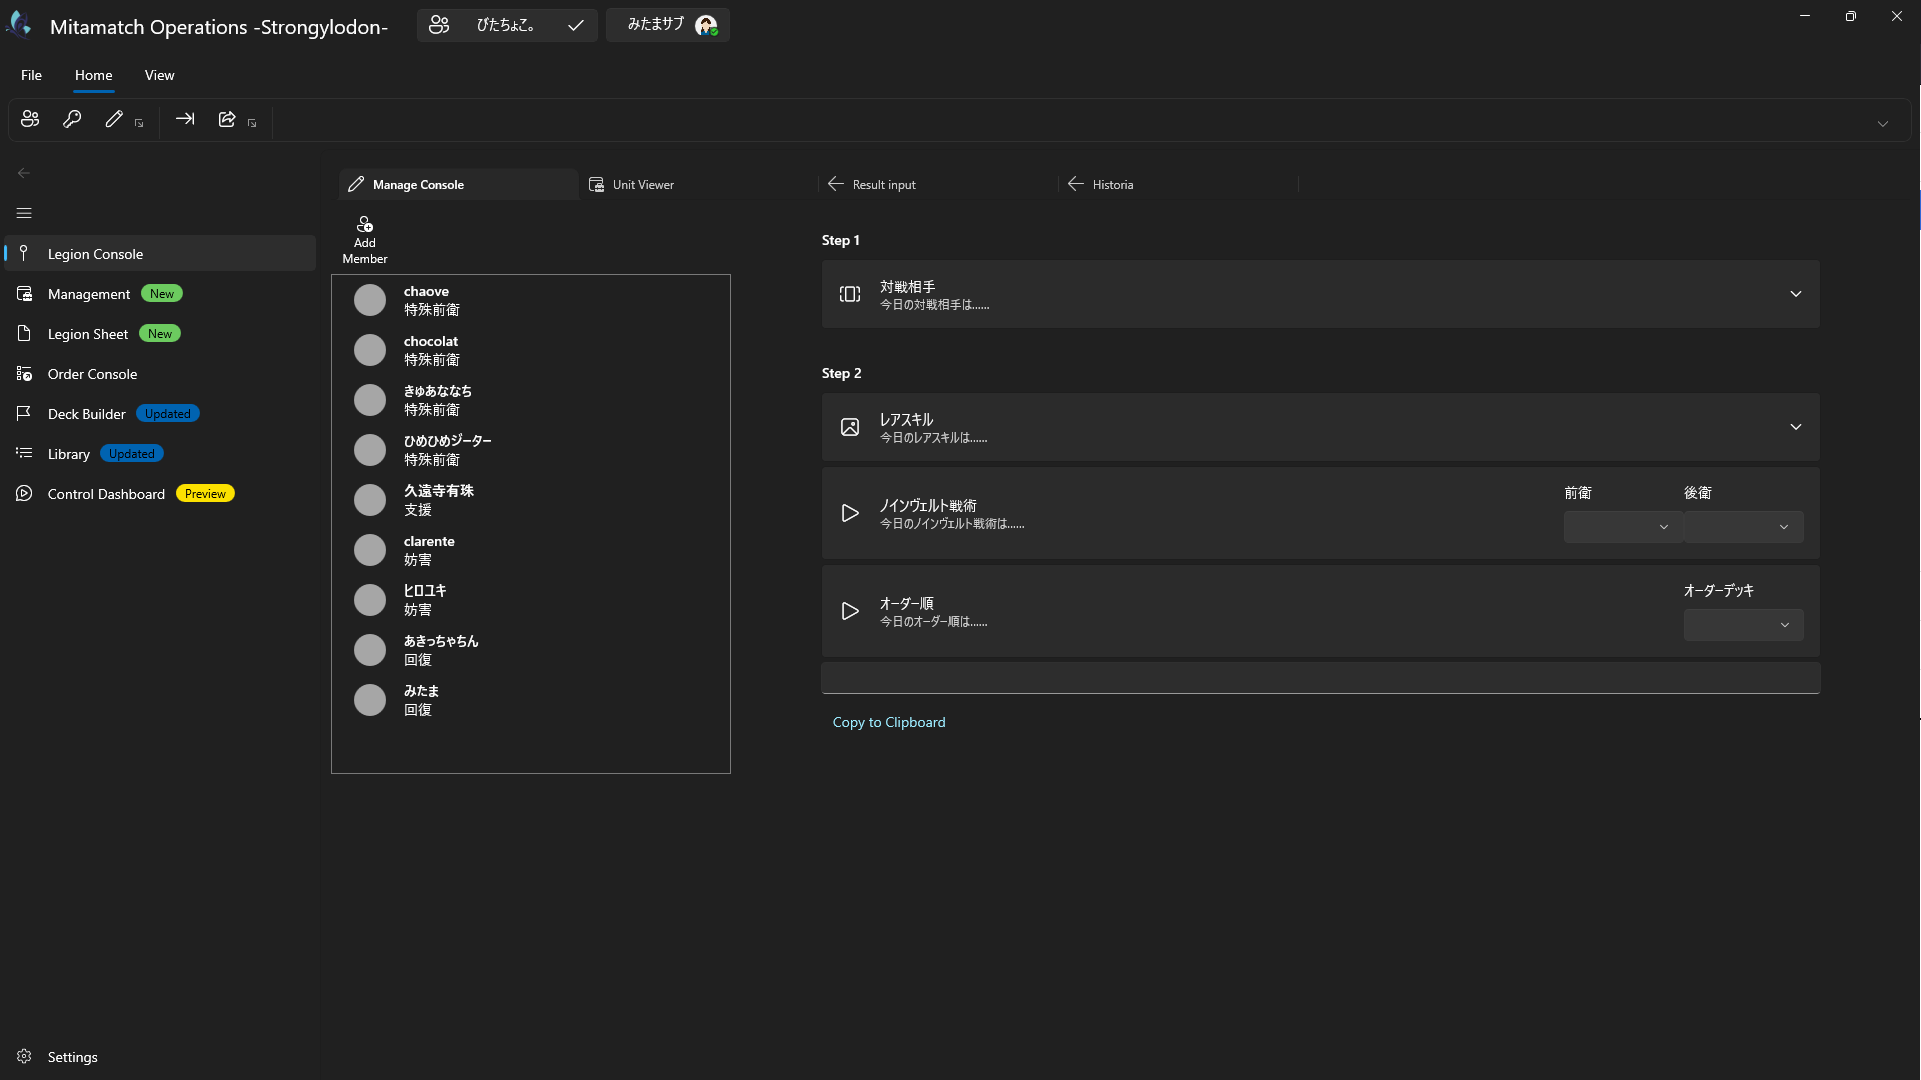 Mitamatch Operations -Strongylodon-
ぴたちょこ。
みたまサブ
File
Home
View
Legion Console
Management New
Legion Sheet New
Order Console
Deck Builder Updated
Library Updated
Control Dashboard Preview
Settings
Manage Console
Unit Viewer
Result input
Historia
Add
Member
chaove
特殊前衛
chocolat
特殊前衛
きゅあななち
特殊前衛
ひめひめジーター
特殊前衛
久遠寺有珠
支援
clarente
妨害
ヒロユキ
妨害
あきっちゃちん
回復
みたま
回復
Step 1
対戦相手
今日の対戦相手は......
Step 2
レアスキル
今日のレアスキルは......
ノインヴェルト戦術
今日のノインヴェルト戦術は......
前衛
後衛
オーダー順
今日のオーダー順は......
オーダーデッキ
Copy to Clipboard